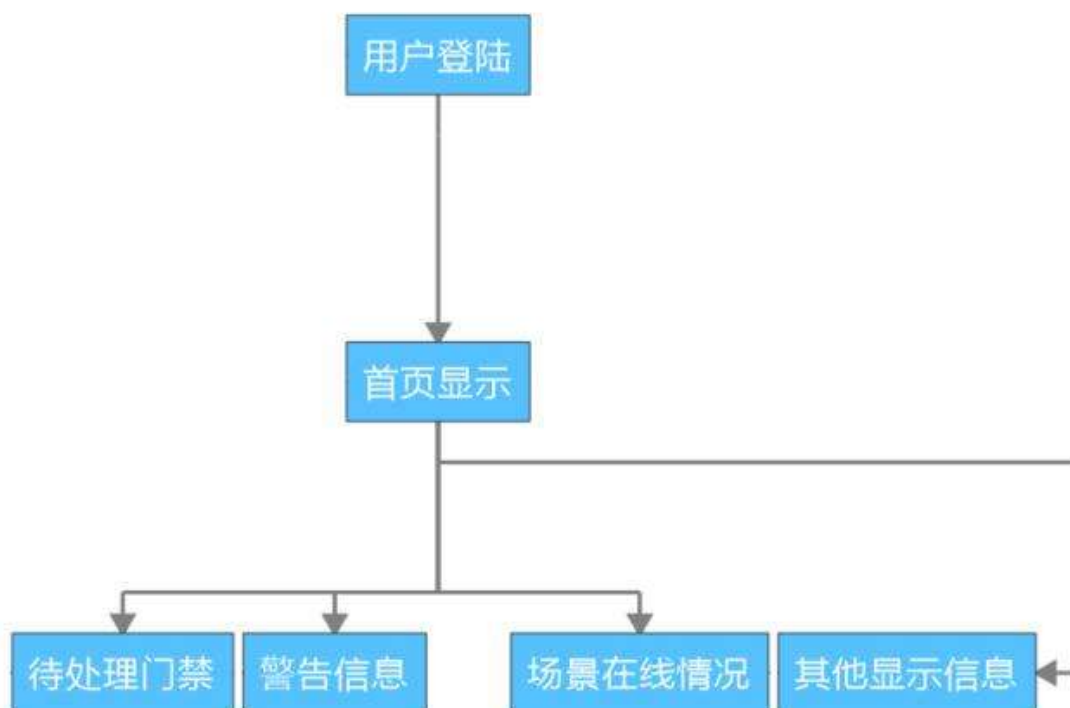 用户登陆
首页显示
待处理门禁
警告信息
场景在线情况
其他显示信息